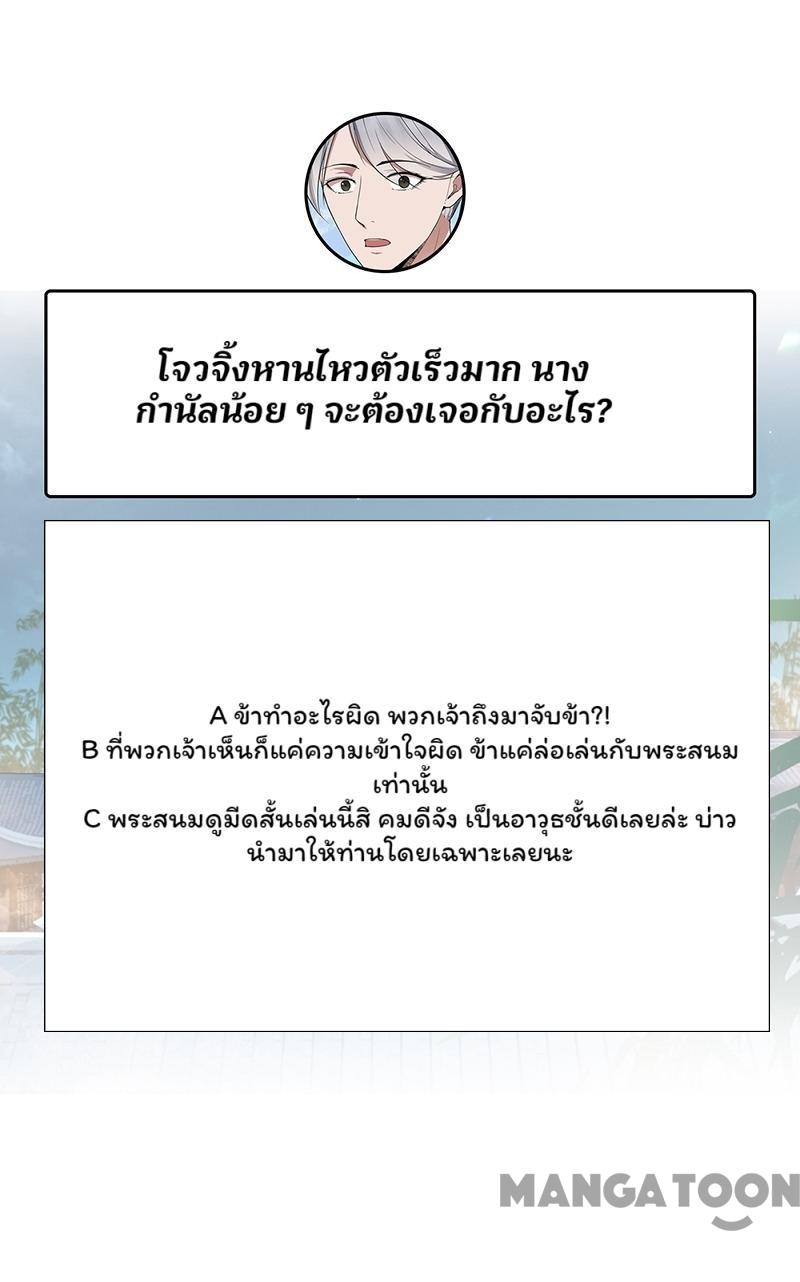 โจวจิ้งหานไหวตัวเร็วมาก นาง
กำนัลน้อย ๆ จะต้องเจอกับอะไร?
A ข้าทำอะไรผิด พวกเจ้าถึงมาจับข้า?!
B ที่พวกเจ้าเห็นก็แค่ความเข้าใจผิด ข้าแค่ล่อเล่นกับพระสนม
เท่านั้น
C พระสนมดูมีดสั้นเล่นนี้สิ คมดีจัง เป็นอาวุธชั้นดีเลยล่ะ บ่าว
นำมาให้ท่านโดยเฉพาะเลยนะ
MANGATOON